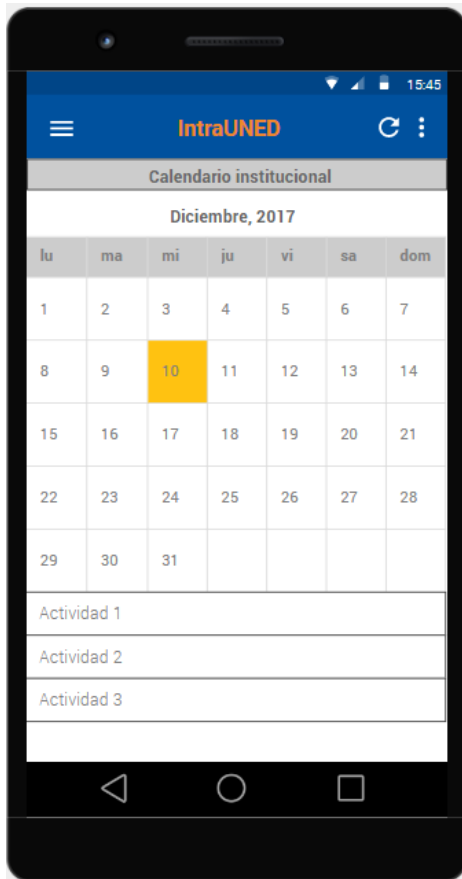 15:45
IntraUNED
Calendario institucional
Diciembre, 2017
lu ma mi ju vi sa dom
1 2 3 4 5 6 7
8 9 10 11 12 13 14
15 16 17 18 19 20 21
22 23 24 25 26 27 28
29 30 31
Actividad 1
Actividad 2
Actividad 3